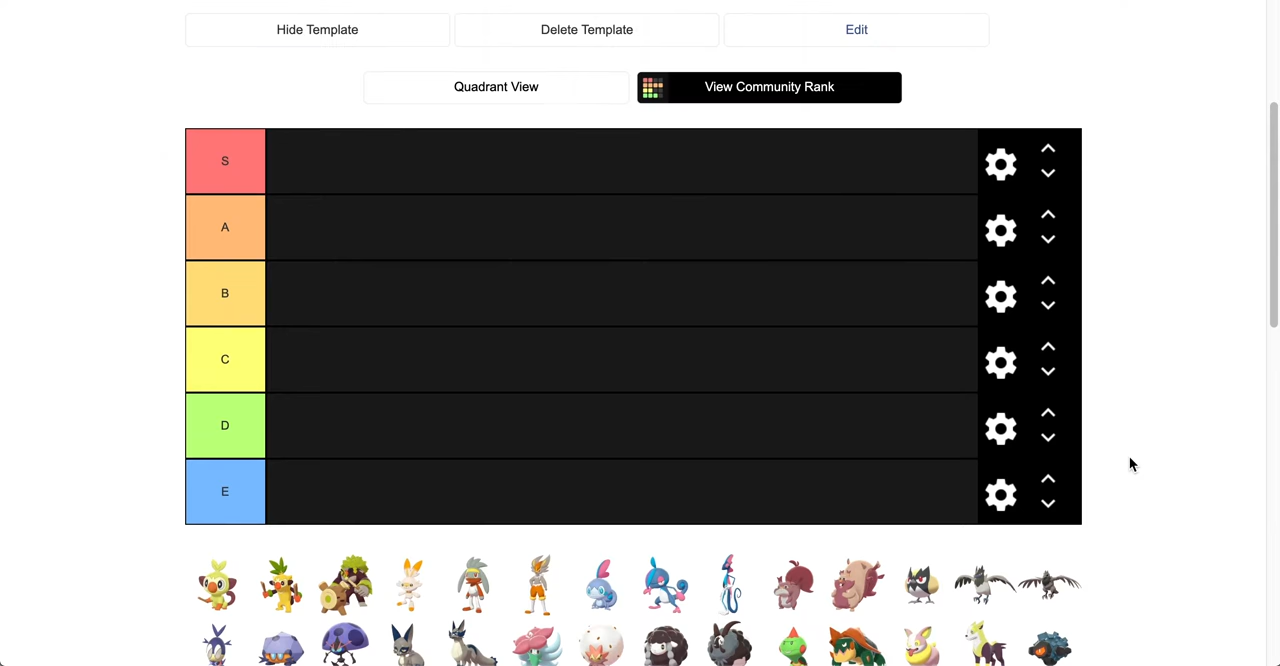 Hide Template
Delete Template
Edit
Quadrant View
View Community Rank
S
A
B
C
D
E